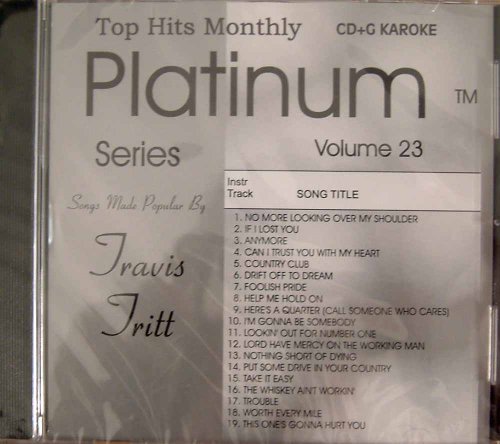 Top Hits Monthly CD+G KAROKE
Platinum TM
Series Volume 23
Instr
Track SONG TITLE
Songs Made Popular By
Travis
Tritt
1. NO MORE LOOKING OVER MY SHOULDER
2. IF I LOST YOU
3. ANYMORE
4. CAN I TRUST YOU WITH MY HEART
5. COUNTRY CLUB
6. DRIFT OFF TO DREAM
7. FOOLISH PRIDE
8. HELP ME HOLD ON
9. HERE'S A QUARTER (CALL SOMEONE WHO CARES)
10. I'M GONNA BE SOMEBODY
11. LOOKIN' OUT FOR NUMBER ONE
12. LORD HAVE MERCY ON THE WORKING MAN
13. NOTHING SHORT OF DYING
14. PUT SOME DRIVE IN YOUR COUNTRY
15. TAKE IT EASY
16. THE WHISKEY AIN'T WORKIN'
17. TROUBLE
18. WORTH EVERY MILE
19. THIS ONE'S GONNA HURT YOU